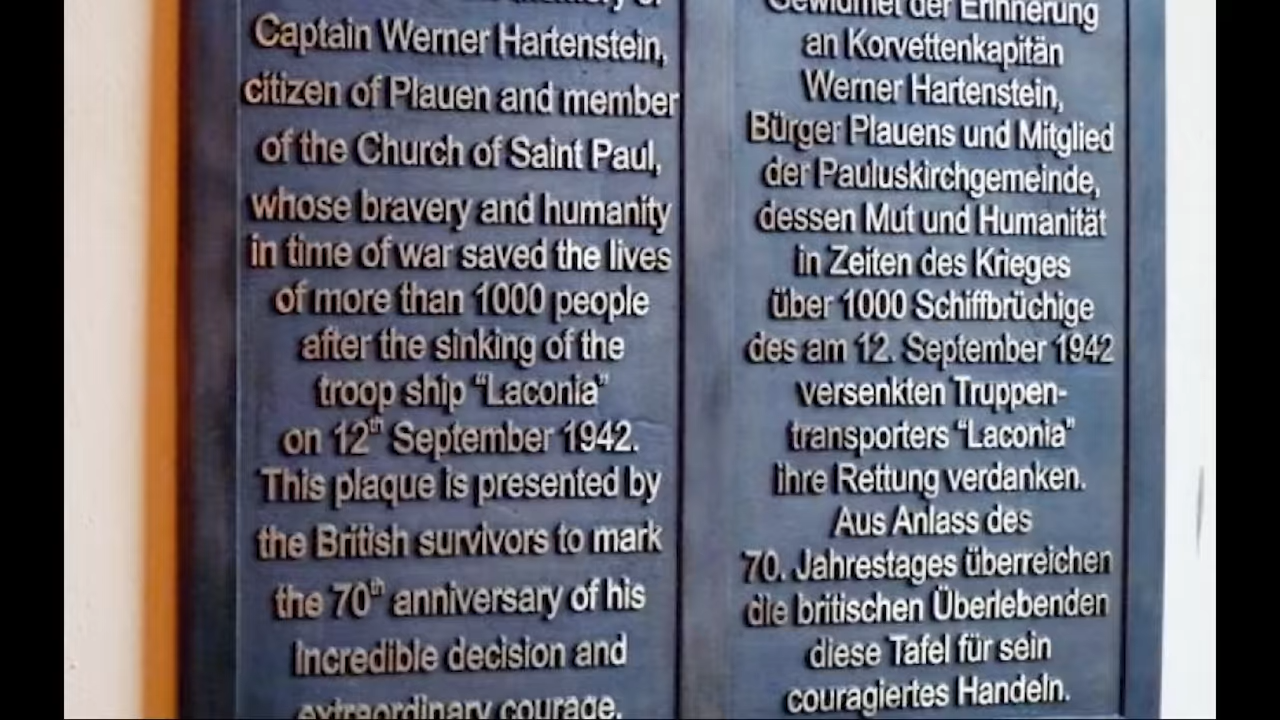 Captain Werner Hartenstein,
citizen of Plauen and member
of the Church of Saint Paul,
whose bravery and humanity
in time of war saved the lives
of more than 1000 people
after the sinking of the
troop ship “Laconia”
on 12th September 1942.
This plaque is presented by
the British survivors to mark
the 70th anniversary of his
incredible decision and
extraordinary courage.
Gewidmet der Erinnerung
an Korvettenkapitän
Werner Hartenstein,
Bürger Plauens und Mitglied
der Pauluskirchgemeinde,
dessen Mut und Humanität
in Zeiten des Krieges
über 1000 Schiffbrüchige
des am 12. September 1942
versenkten Truppen-
transporters “Laconia”
ihre Rettung verdanken.
Aus Anlass des
70. Jahrestages überreichen
die britischen Überlebenden
diese Tafel für sein
couragiertes Handeln.